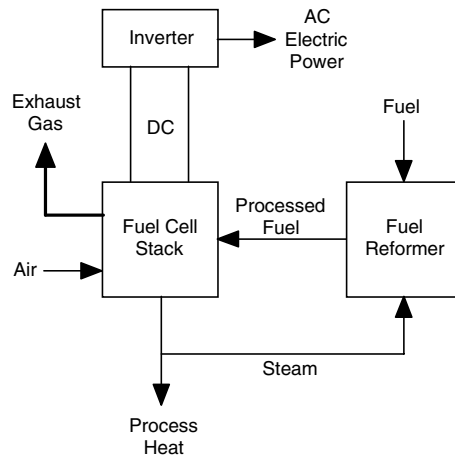 Inverter
AC
Electric
Power
Exhaust
Gas
DC
Fuel
Fuel Cell
Stack
Processed
Fuel
Fuel
Reformer
Air
Steam
Process
Heat